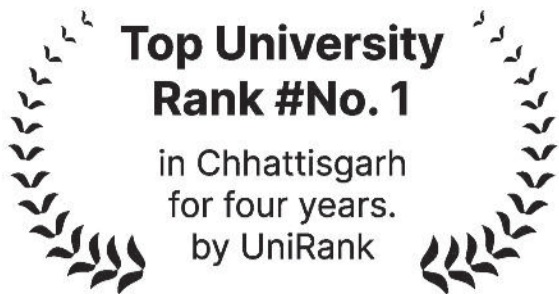 Top University
Rank #No. 1
in Chhattisgarh
for four years.
by UniRank